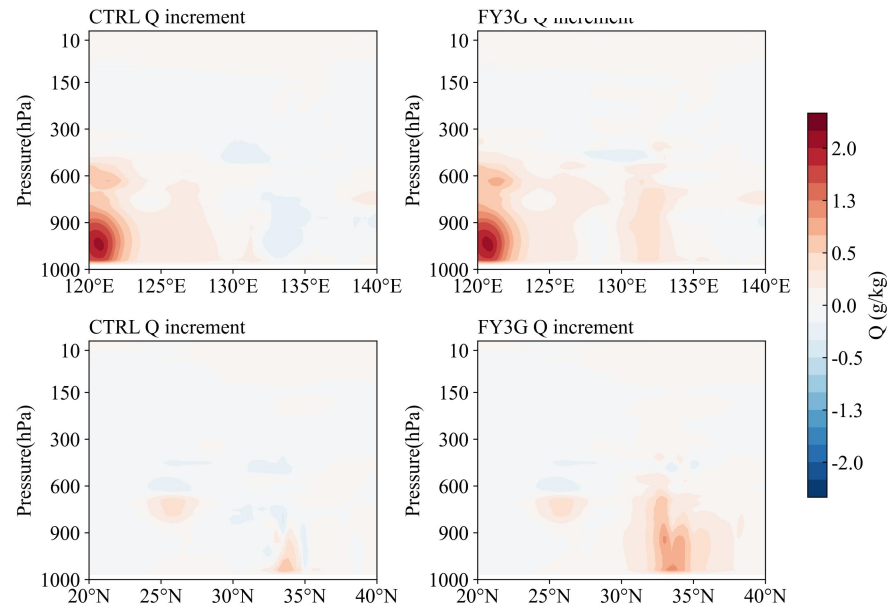 CTRL Q increment
FY3G Q increment
Pressure(hPa)
10
150
300
600
900
1000
120°E
125°E
130°E
135°E
140°E
Pressure(hPa)
10
150
300
600
900
1000
120°E
125°E
130°E
135°E
140°E
CTRL Q increment
FY3G Q increment
Pressure(hPa)
10
150
300
600
900
1000
20°N
25°N
30°N
35°N
40°N
Pressure(hPa)
10
150
300
600
900
1000
20°N
25°N
30°N
35°N
40°N
2.0
1.3
0.5
0.0
-0.5
-1.3
-2.0
Q (g/kg)